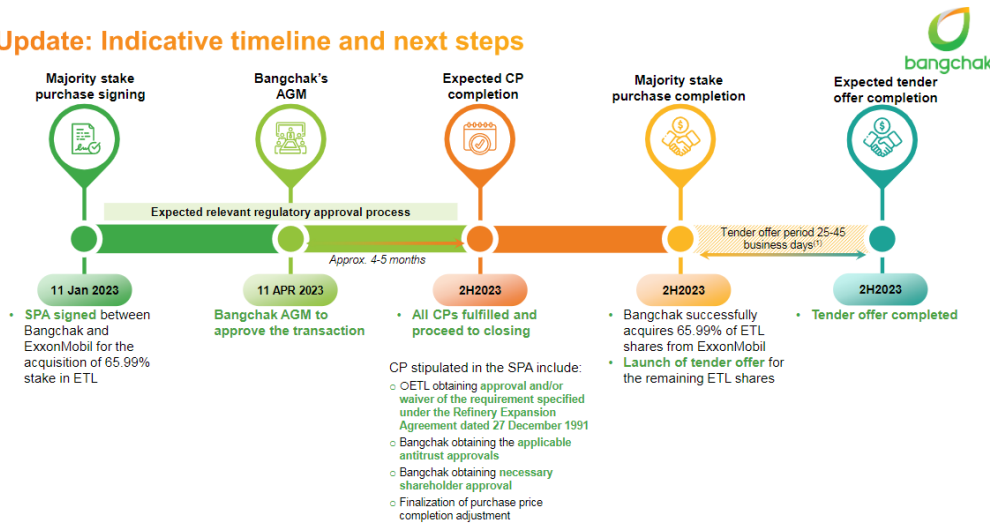 Update: Indicative timeline and next steps
bangchak
Majority stake
purchase signing
Bangchak's
AGM
Expected CP
completion
Majority stake
purchase completion
Expected tender
offer completion
Expected relevant regulatory approval process
Approx. 4-5 months
Tender offer period 25-45
business days(1)
11 Jan 2023
11 APR 2023
2H2023
2H2023
2H2023
• SPA signed between
Bangchak and
ExxonMobil for the
acquisition of 65.99%
stake in ETL
Bangchak AGM to
approve the transaction
• All CPs fulfilled and
proceed to closing
CP stipulated in the SPA include:
○ OETL obtaining approval and/or
waiver of the requirement specified
under the Refinery Expansion
Agreement dated 27 December 1991
○ Bangchak obtaining the applicable
antitrust approvals
○ Bangchak obtaining necessary
shareholder approval
○ Finalization of purchase price
completion adjustment
• Bangchak successfully
acquires 65.99% of ETL
shares from ExxonMobil
• Launch of tender offer for
the remaining ETL shares
• Tender offer completed